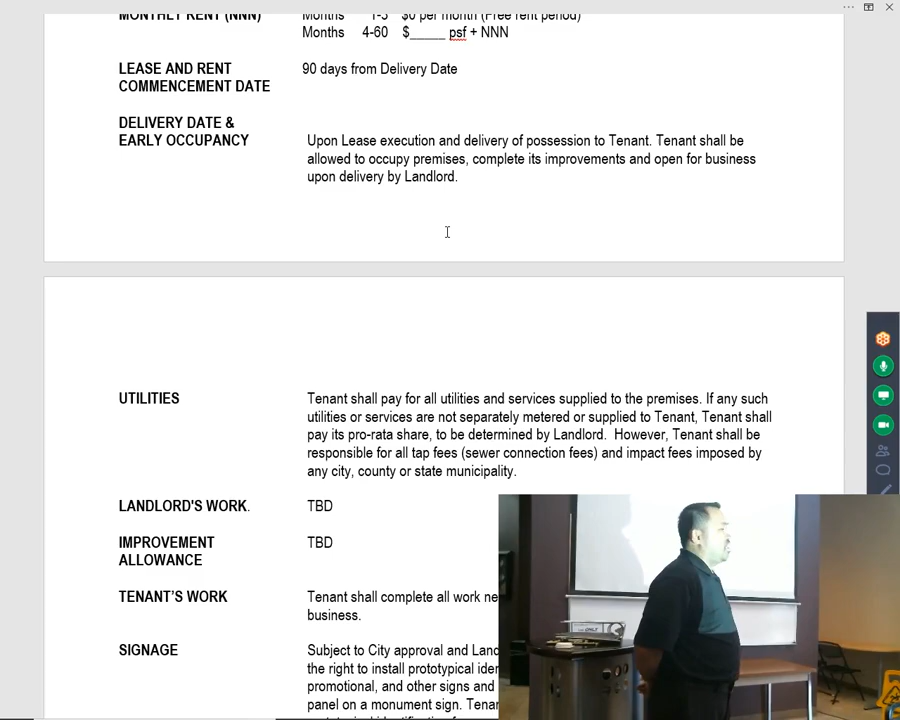 MONTHLY RENT (NNN) Months 1-3 $0 per month (Free rent period)
Months 4-60 $_____ psf + NNN
LEASE AND RENT 90 days from Delivery Date
COMMENCEMENT DATE
DELIVERY DATE &
EARLY OCCUPANCY Upon Lease execution and delivery of possession to Tenant. Tenant shall be
allowed to occupy premises, complete its improvements and open for business
upon delivery by Landlord.
UTILITIES Tenant shall pay for all utilities and services supplied to the premises. If any such
utilities or services are not separately metered or supplied to Tenant, Tenant shall
pay its pro-rata share, to be determined by Landlord. However, Tenant shall be
responsible for all tap fees (sewer connection fees) and impact fees imposed by
any city, county or state municipality.
LANDLORD'S WORK. TBD
IMPROVEMENT TBD
ALLOWANCE
TENANT'S WORK Tenant shall complete all work ne
business.
SIGNAGE Subject to City approval and Land
the right to install prototypical iden
promotional, and other signs and
panel on a monument sign. Tenan